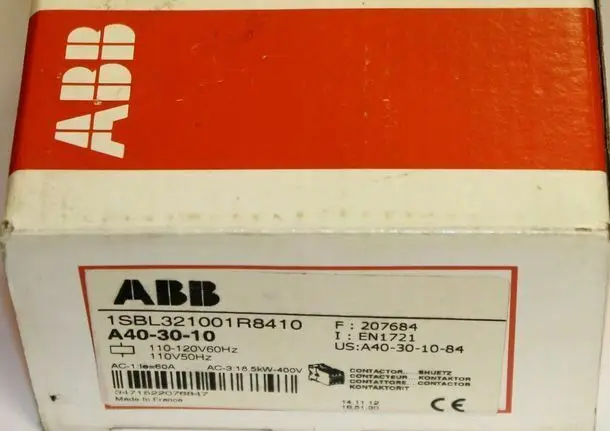 ABB
ABB
1SBL321001R8410
A40-30-10
110-120V60Hz
110V50Hz
AC-1:Ie=60A AC-3:18.5kW-400V
3471522078847
Made in France
F : 207684
I : EN1721
US:A40-30-10-84
CONTACTOR... SHUETZ
CONTACTEUR... KONTAKTOR
CONTATTORE... CONTACTOR
KONTAKTORIT
14.11.12
CE